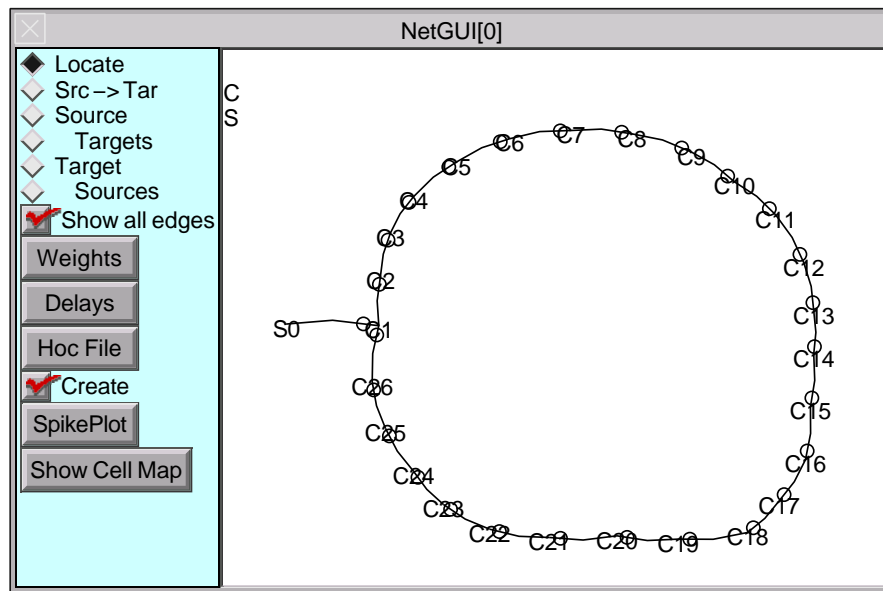 NetGUI[0]
Locate
Src->Tar
Source
Targets
Target
Sources
Show all edges
Weights
Delays
Hoc File
Create
SpikePlot
Show Cell Map
C
S
C6
C7
C8
C5
C9
C10
C4
C11
C3
C12
C2
C13
S0
C1
C14
C26
C15
C25
C16
C24
C17
C23
C22
C21
C20
C19
C18